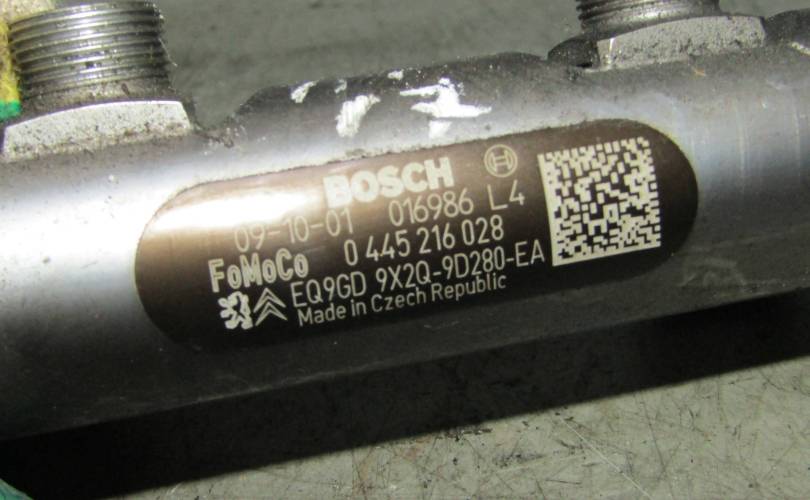 BOSCH
09-10-01 016986 L4
0 445 216 028
FoMoCo
EQ9GD 9X2Q-9D280-EA
Made in Czech Republic